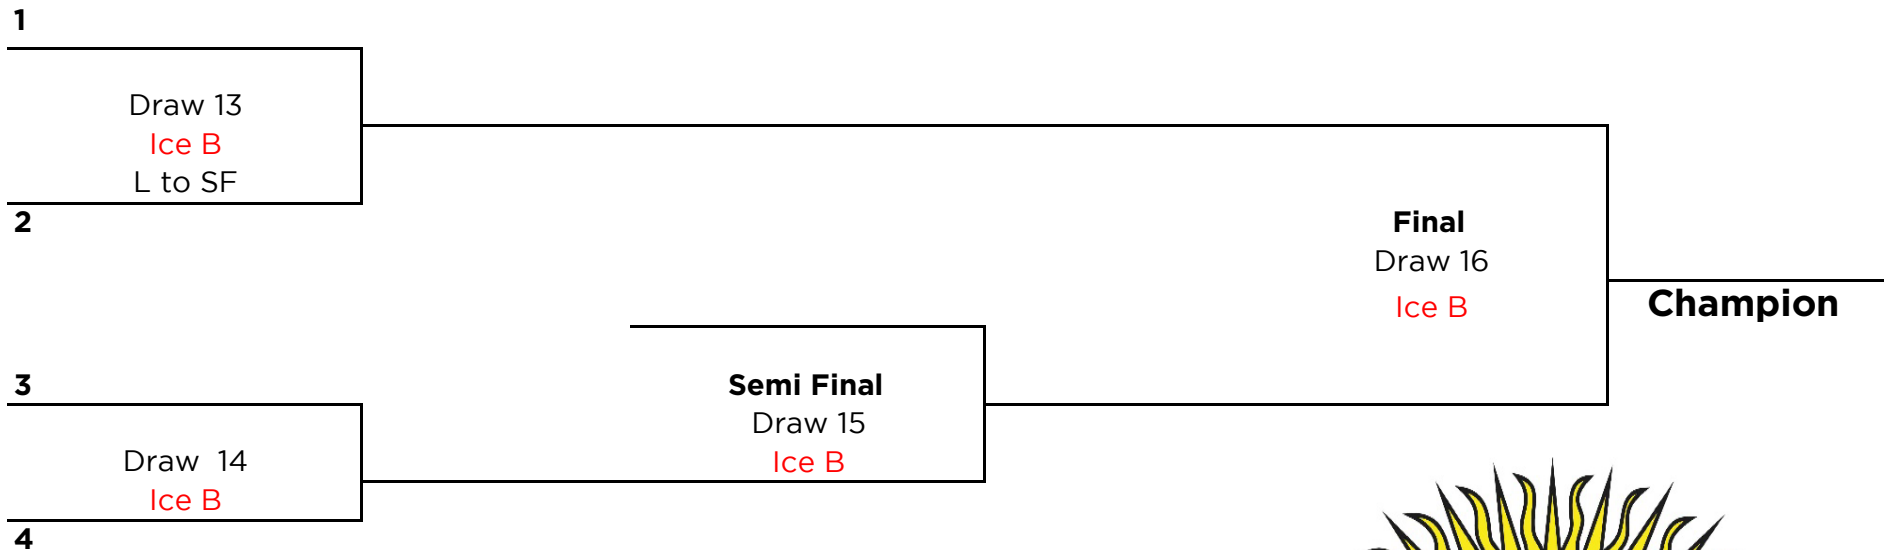 1
Draw 13
Ice B
L to SF
2
Final
Draw 16
Ice B
Champion
3
Semi Final
Draw 15
Ice B
Draw  14
Ice B
4